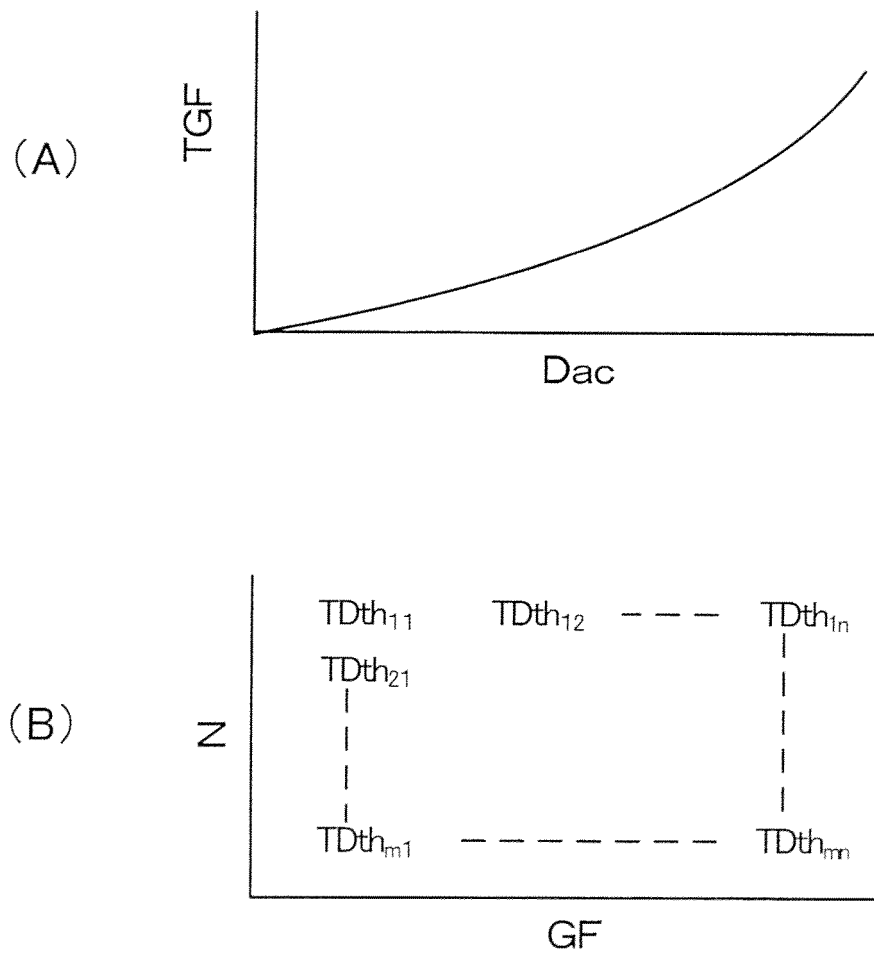 (A)
TGF
Dac
(B)
TDth₁₁ TDth₁₂ TDth₁ₙ
TDth₂₁
N
TDthₘ₁ TDthₘₙ
GF